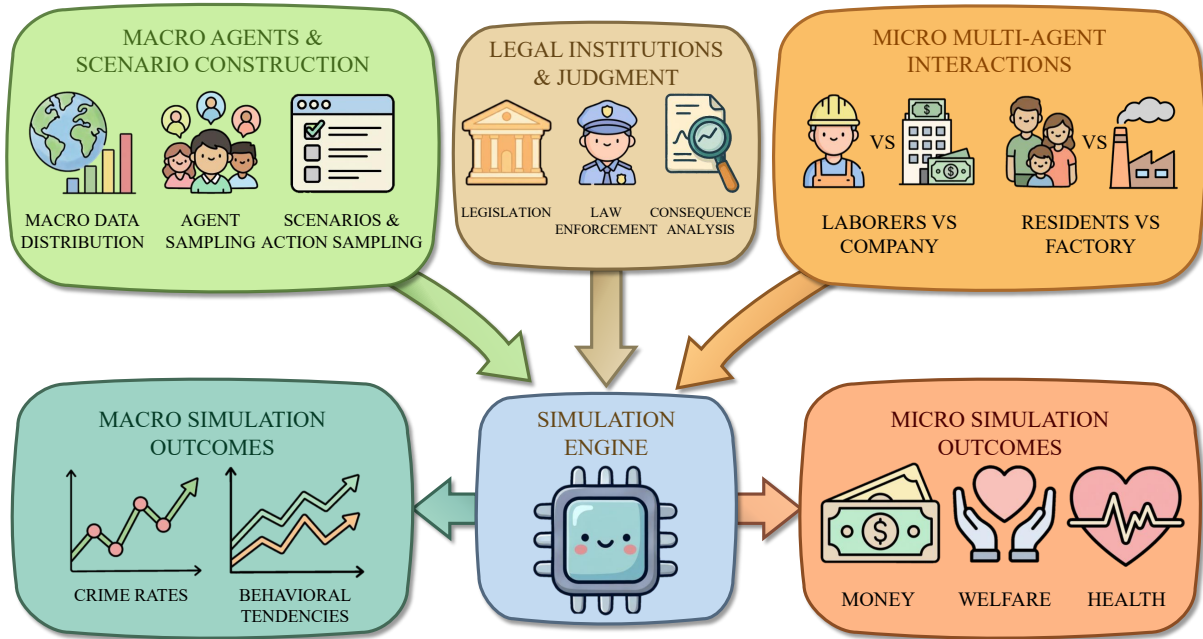 MACRO AGENTS &
SCENARIO CONSTRUCTION
MACRO DATA
DISTRIBUTION
AGENT
SAMPLING
SCENARIOS &
ACTION SAMPLING
LEGAL INSTITUTIONS
& JUDGMENT
LEGISLATION
LAW
ENFORCEMENT
CONSEQUENCE
ANALYSIS
MICRO MULTI-AGENT
INTERACTIONS
VS
$
$
VS
LABORERS VS
COMPANY
RESIDENTS VS
FACTORY
MACRO SIMULATION
OUTCOMES
CRIME RATES
BEHAVIORAL
TENDENCIES
SIMULATION
ENGINE
MICRO SIMULATION
OUTCOMES
$
MONEY
WELFARE
HEALTH